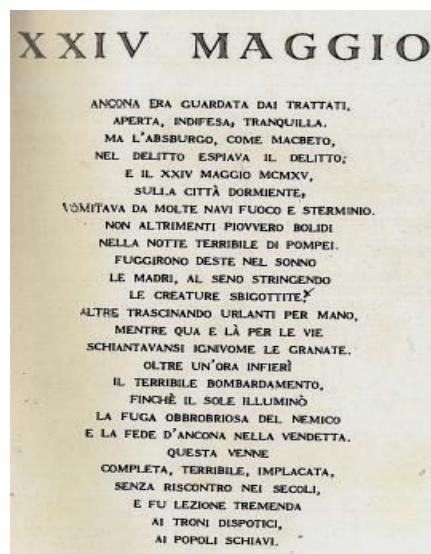 XXIV MAGGIO
ANCONA ERA GUARDATA DAI TRATTATI,
APERTA, INDIFESA, TRANQUILLA.
MA L'ABSBURGO, COME MACBETO,
NEL DELITTO ESPIAVA IL DELITTO;
E IL XXIV MAGGIO MCMXV,
SULLA CITTÀ DORMIENTE,
VOMITAVA DA MOLTE NAVI FUOCO E STERMINIO.
NON ALTRIMENTI PIOVVERO BOLIDI
NELLA NOTTE TERRIBILE DI POMPEI.
FUGGIRONO DESTE NEL SONNO
LE MADRI, AL SENO STRINGENDO
LE CREATURE SBIGOTTITE;
ALTRE TRASCINANDO URLANTI PER MANO,
MENTRE QUA E LÀ PER LE VIE
SCHIANTAVANSI IGNIVOME LE GRANATE.
OLTRE UN'ORA INFIERÌ
IL TERRIBILE BOMBARDAMENTO,
FINCHÈ IL SOLE ILLUMINÒ
LA FUGA OBBROBRIOSA DEL NEMICO
E LA FEDE D'ANCONA NELLA VENDETTA.
QUESTA VENNE
COMPLETA, TERRIBILE, IMPLACATA,
SENZA RISCONTRO NEI SECOLI,
E FU LEZIONE TREMENDA
AI TRONI DISPOTICI,
AI POPOLI SCHIAVI.